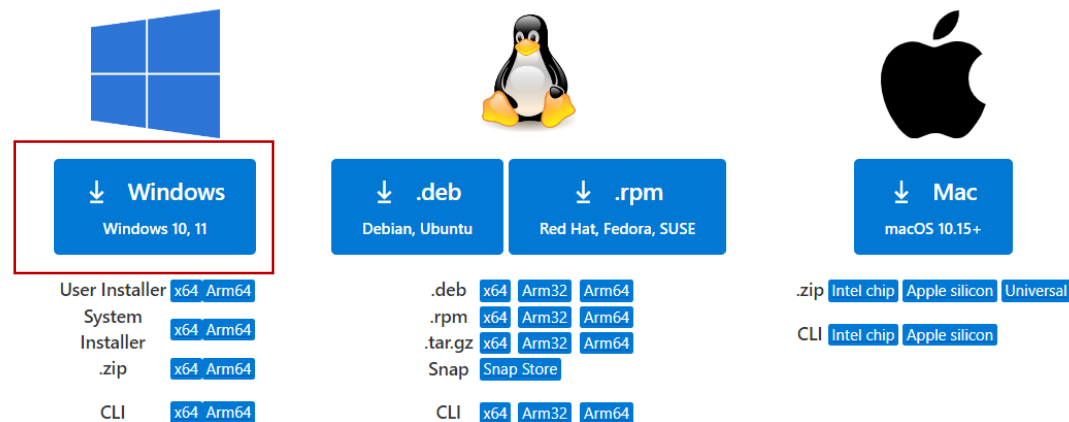 Windows
Windows 10, 11
User Installer x64 Arm64
System
Installer x64 Arm64
.zip x64 Arm64
CLI x64 Arm64
.deb
Debian, Ubuntu
.rpm
Red Hat, Fedora, SUSE
.deb x64 Arm32 Arm64
.rpm x64 Arm32 Arm64
.tar.gz x64 Arm32 Arm64
Snap Snap Store
CLI x64 Arm32 Arm64
Mac
macOS 10.15+
.zip Intel chip Apple silicon Universal
CLI Intel chip Apple silicon